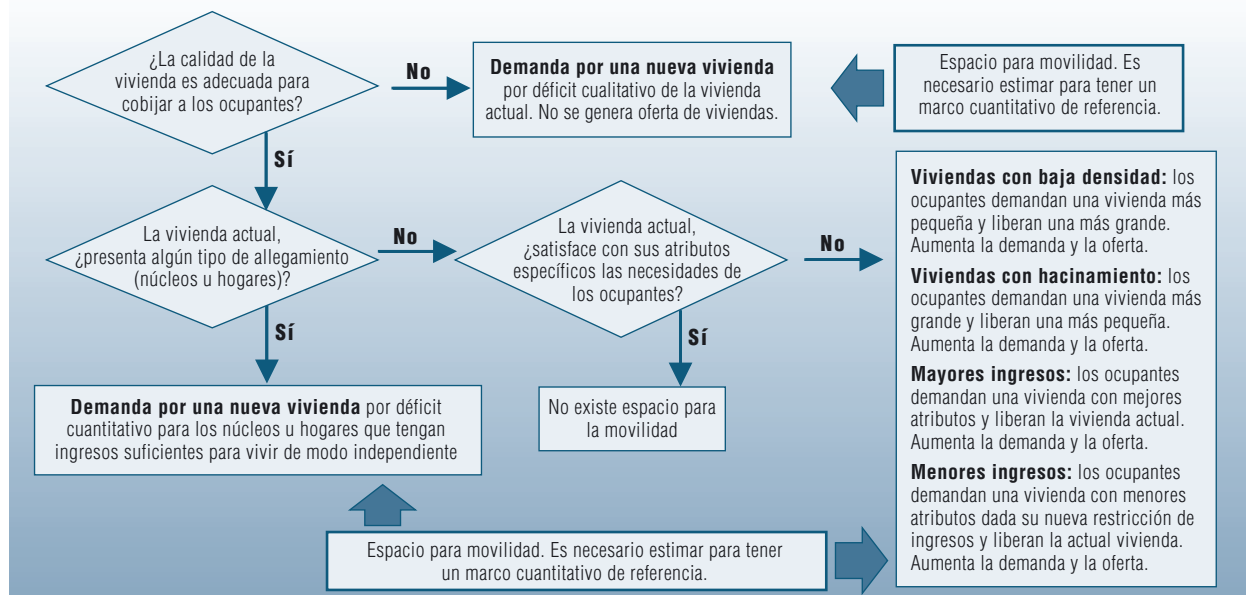 ¿La calidad de la
vivienda es adecuada para
cobijar a los ocupantes?
No
Demanda por una nueva vivienda
por déficit cualitativo de la vivienda
actual. No se genera oferta de viviendas.
Espacio para movilidad. Es
necesario estimar para tener un
marco cuantitativo de referencia.
Sí
La vivienda actual,
¿presenta algún tipo de allegamiento
(núcleos u hogares)?
No
La vivienda actual,
¿satisface con sus atributos
específicos las necesidades de
los ocupantes?
No
Viviendas con baja densidad: los
ocupantes demandan una vivienda más
pequeña y liberan una más grande.
Aumenta la demanda y la oferta.
Viviendas con hacinamiento: los
ocupantes demandan una vivienda más
grande y liberan una más pequeña.
Aumenta la demanda y la oferta.
Mayores ingresos: los ocupantes
demandan una vivienda con mejores
atributos y liberan la vivienda actual.
Aumenta la demanda y la oferta.
Menores ingresos: los ocupantes
demandan una vivienda con menores
atributos dada su nueva restricción de
ingresos y liberan la actual vivienda.
Aumenta la demanda y la oferta.
Sí
Demanda por una nueva vivienda por déficit
cuantitativo para los núcleos u hogares que tengan
ingresos suficientes para vivir de modo independiente
Sí
No existe espacio para
la movilidad
Espacio para movilidad. Es necesario estimar para tener
un marco cuantitativo de referencia.